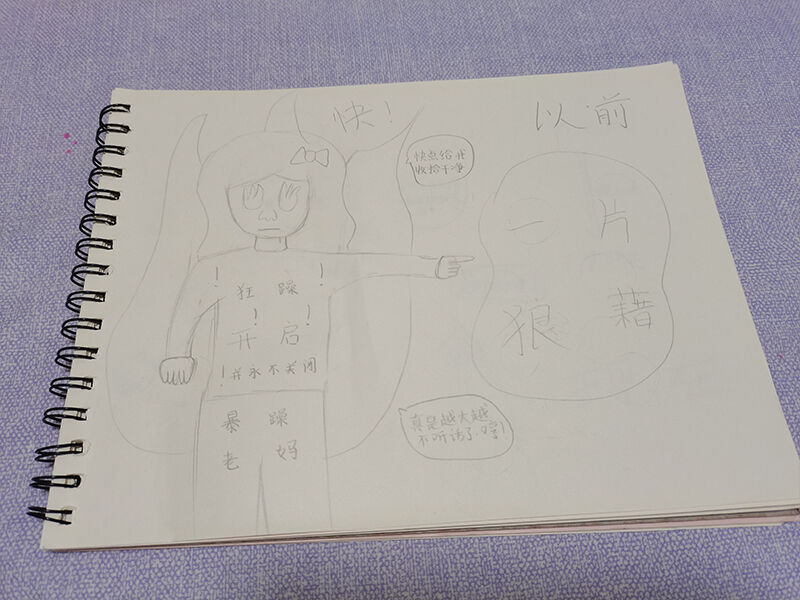 快！
以前
快点给我
收拾干净
一片
狼藉
！狂躁！
！开启！
！并永不关闭
暴躁
老妈
真是越大越
不听话了，哼！